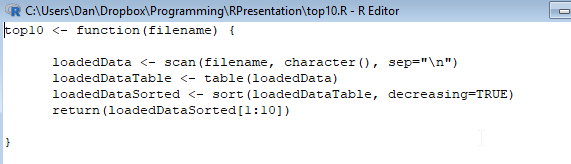 C:\Users\Dan\Dropbox\Programming\RPresentation\top10.R - R Editor
top10 <- function(filename) {
loadedData <- scan(filename, character(), sep="\n")
loadedDataTable <- table(loadedData)
loadedDataSorted <- sort(loadedDataTable, decreasing=TRUE)
return(loadedDataSorted[1:10])
}